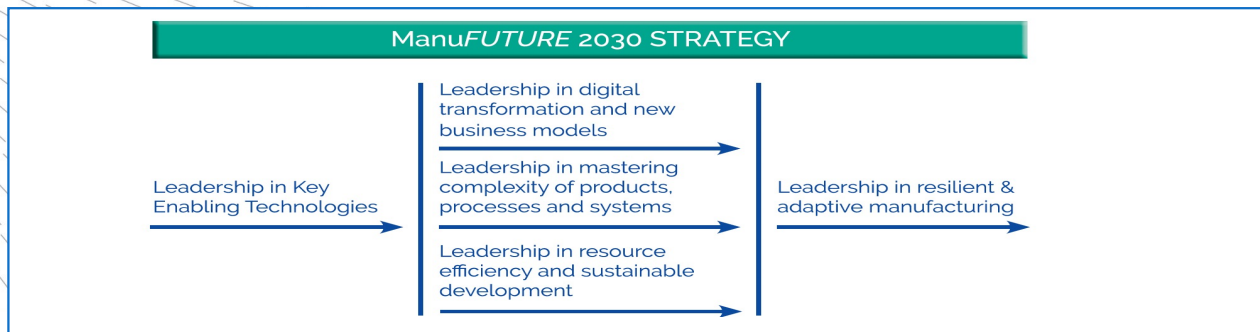 ManuFUTURE 2030 STRATEGY
Leadership in Key
Enabling Technologies
Leadership in digital
transformation and new
business models
Leadership in mastering
complexity of products,
processes and systems
Leadership in resource
efficiency and sustainable
development
Leadership in resilient &
adaptive manufacturing